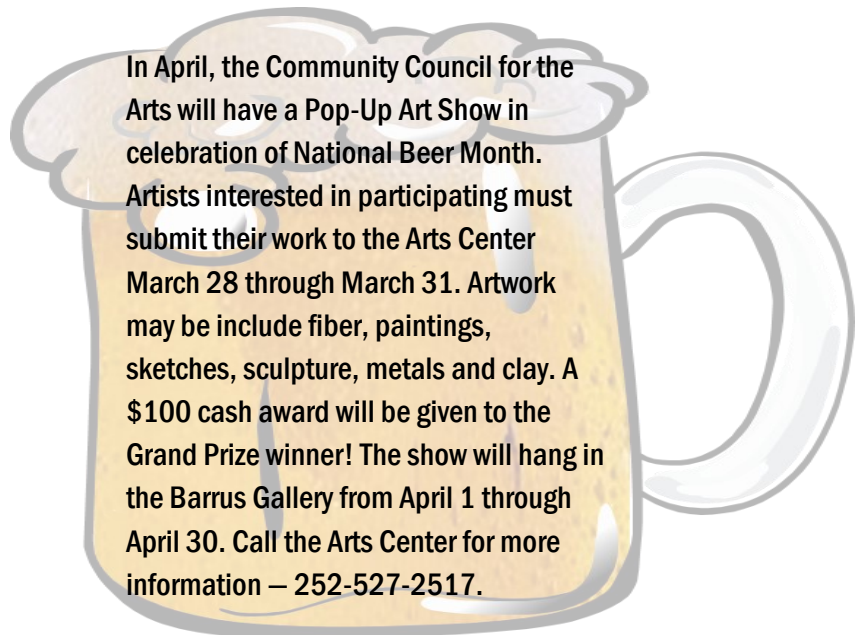 In April, the Community Council for the
Arts will have a Pop-Up Art Show in
celebration of National Beer Month.
Artists interested in participating must
submit their work to the Arts Center
March 28 through March 31. Artwork
may be include fiber, paintings,
sketches, sculpture, metals and clay. A
$100 cash award will be given to the
Grand Prize winner! The show will hang in
the Barrus Gallery from April 1 through
April 30. Call the Arts Center for more
information — 252-527-2517.